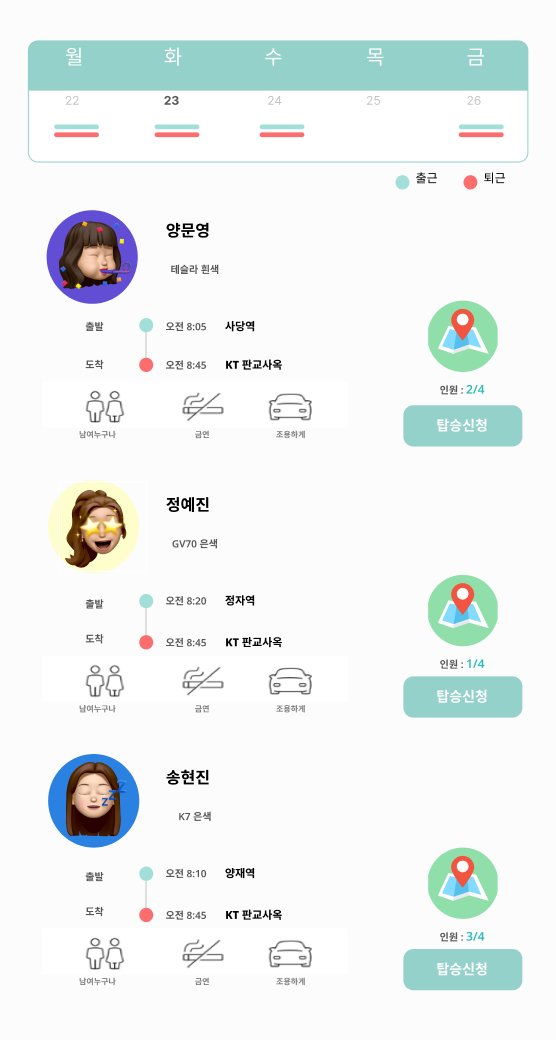 월 화 수 목 금
22 23 24 25 26
출근 퇴근
양문영
테슬라 흰색
출발 오전 8:05 사당역
도착 오전 8:45 KT 판교사옥
남여누구나 금연 조용하게
인원 : 2/4
탑승신청
정예진
GV70 은색
출발 오전 8:20 정자역
도착 오전 8:45 KT 판교사옥
남여누구나 금연 조용하게
인원 : 1/4
탑승신청
송현진
K7 은색
출발 오전 8:10 양재역
도착 오전 8:45 KT 판교사옥
남여누구나 금연 조용하게
인원 : 3/4
탑승신청